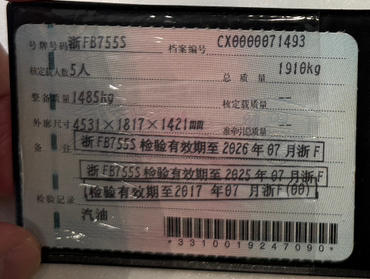 号牌号码 浙FB755S 档案编号 CX0000071493
核定载人数 5人 总质量 1910kg
整备质量 1485kg 核定载质量 --
外廓尺寸 4531×1817×1421mm 准牵引总质量 --
备注 浙FB755S 检验有效期至2026年07月浙F
浙FB755S 检验有效期至2025年07月浙F
(检验有效期至2017年07月浙F(00)
检验记录
汽油
*3310019247090*